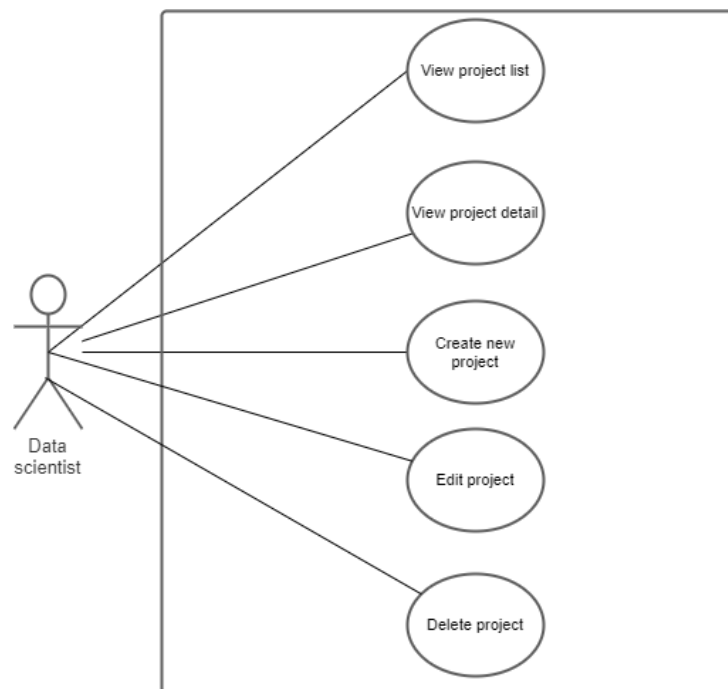 View project list
View project detail
Create new
project
Data
scientist
Edit project
Delete project